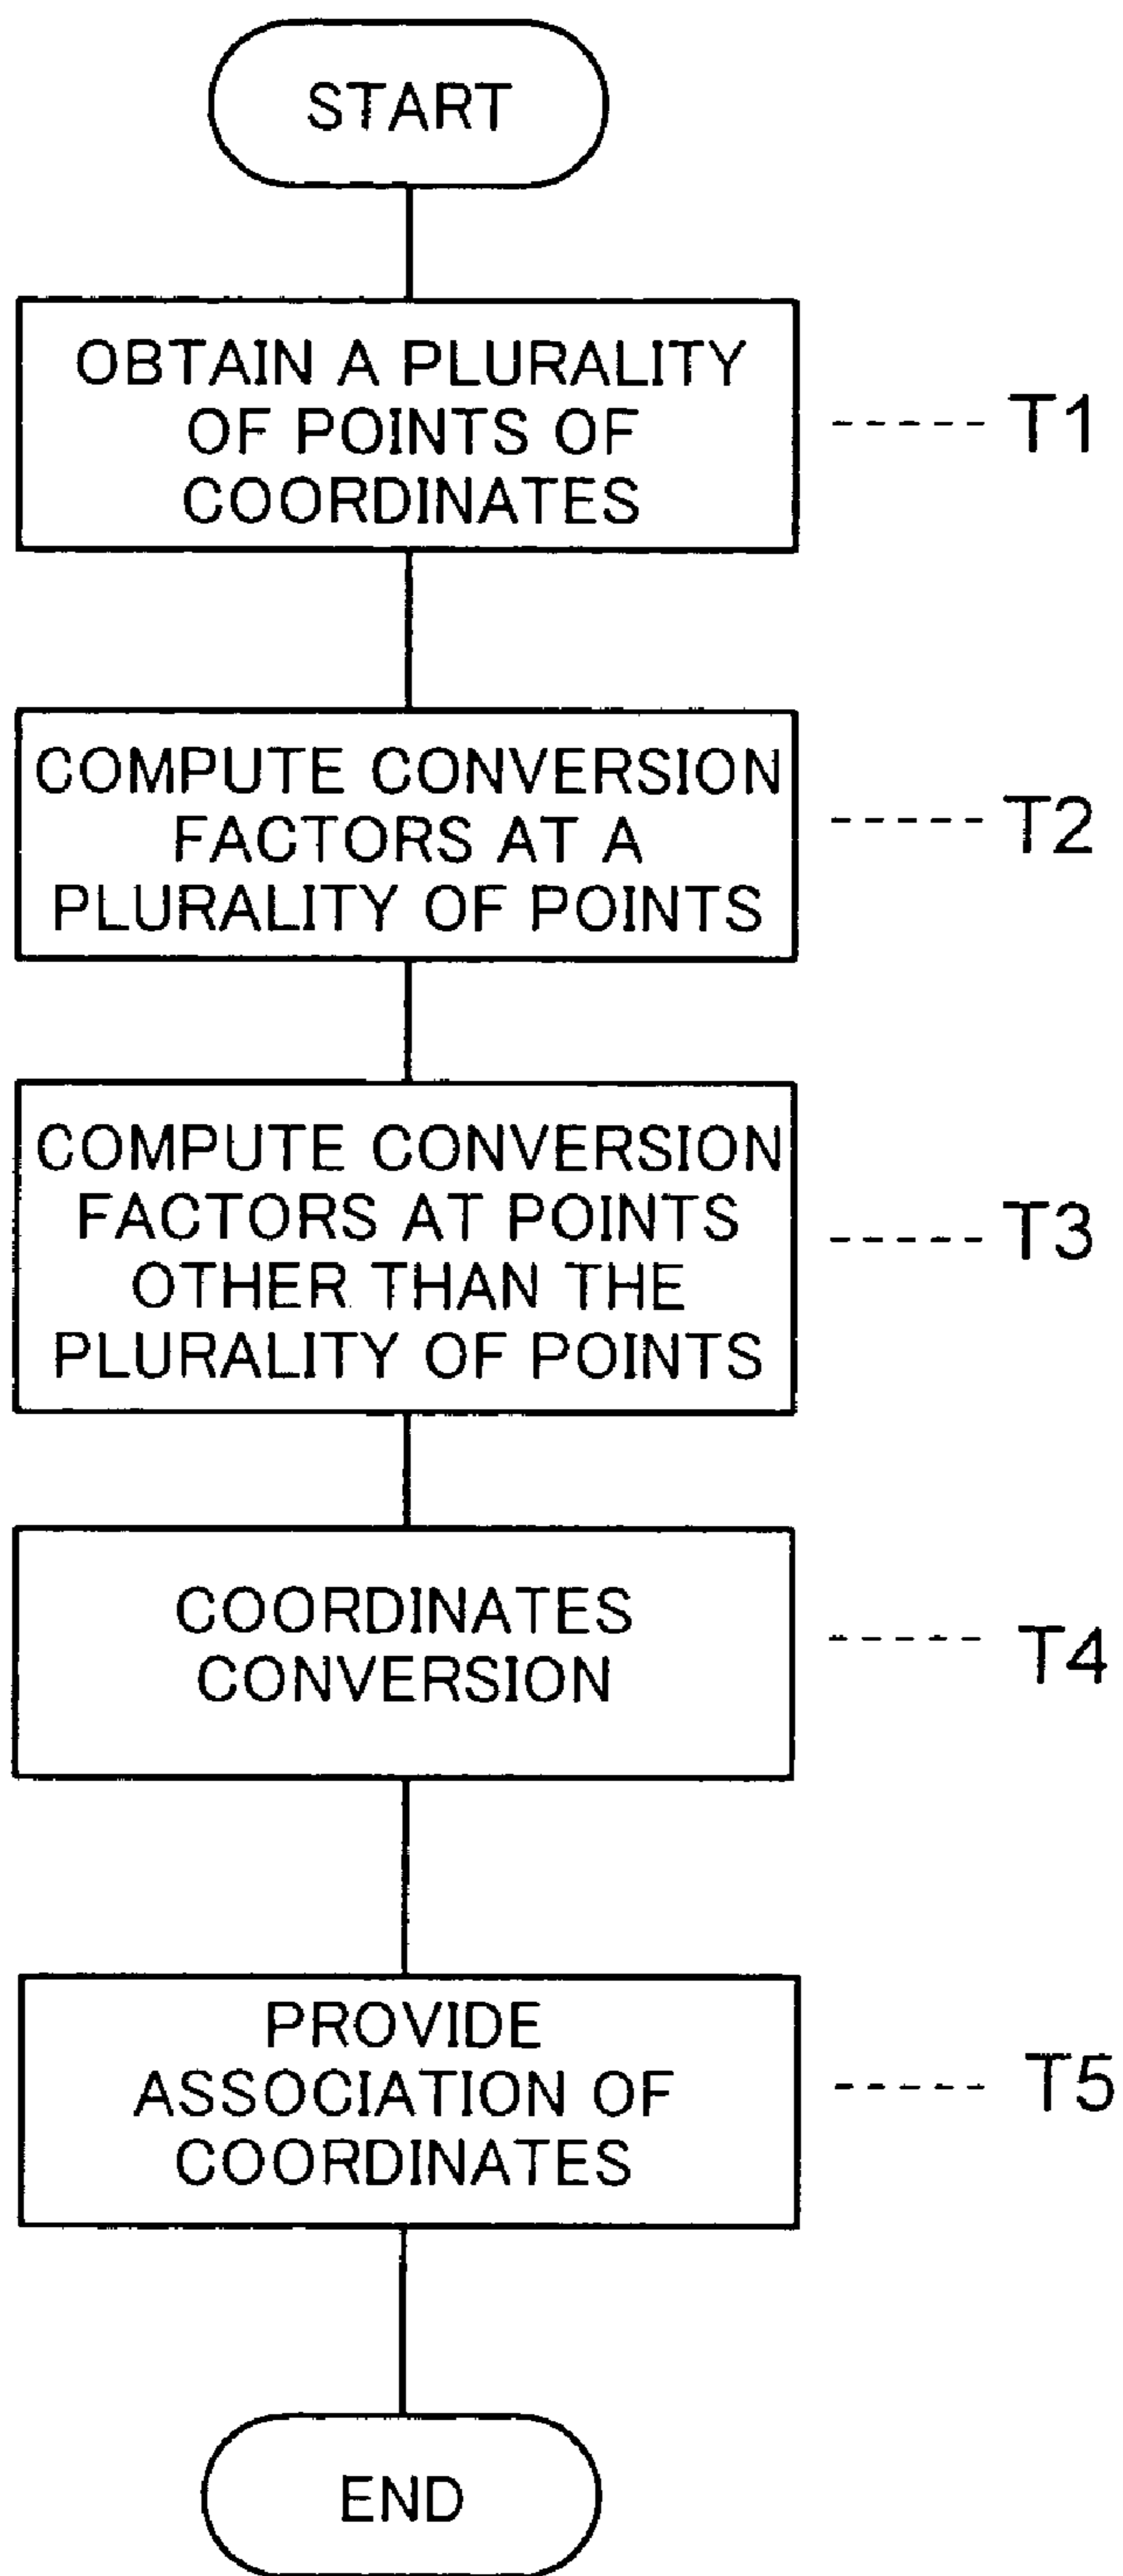 START
OBTAIN A PLURALITY
OF POINTS OF
COORDINATES
T1
COMPUTE CONVERSION
FACTORS AT A
PLURALITY OF POINTS
T2
COMPUTE CONVERSION
FACTORS AT POINTS
OTHER THAN THE
PLURALITY OF POINTS
T3
COORDINATES
CONVERSION
T4
PROVIDE
ASSOCIATION OF
COORDINATES
T5
END